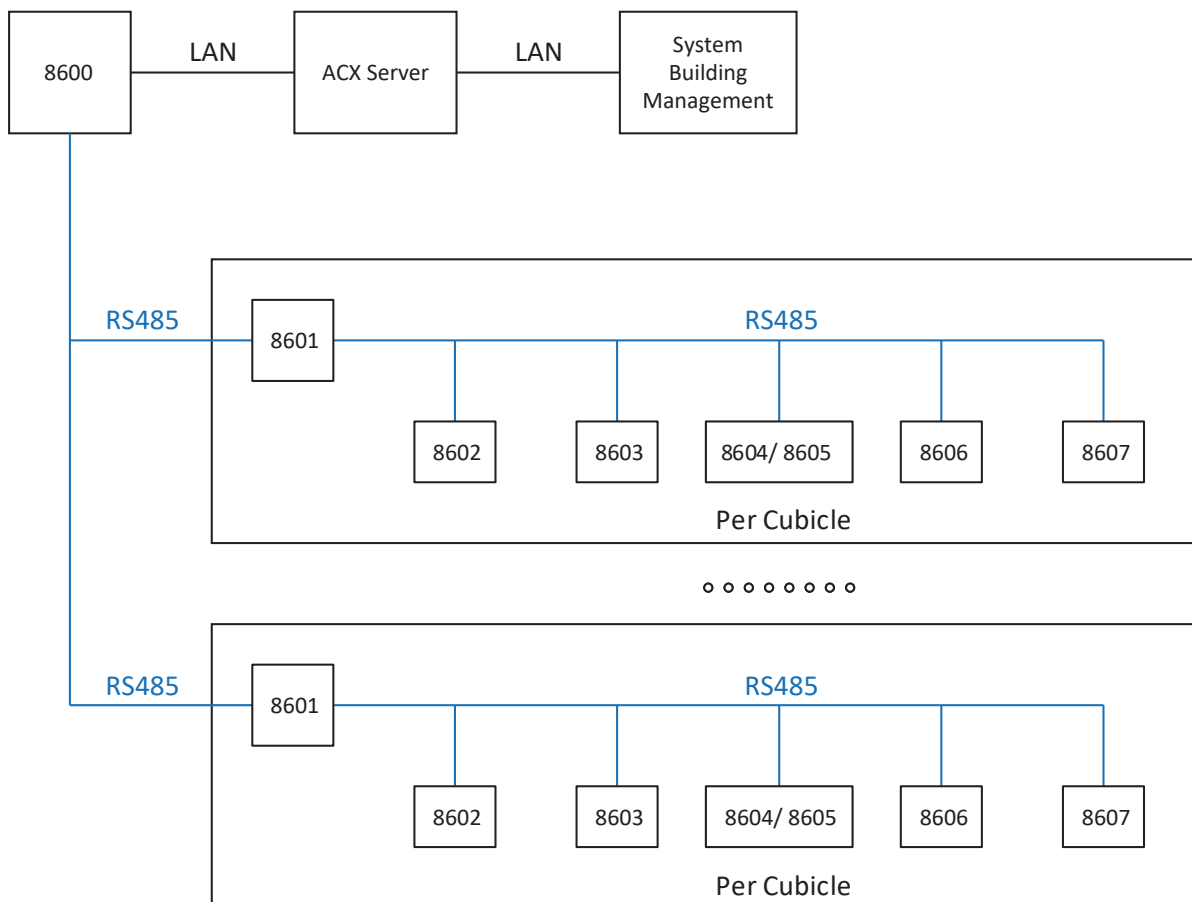 8600
LAN
ACX Server
LAN
System
Building
Management
RS485
8601
RS485
8602
8603
8604/ 8605
8606
8607
Per Cubicle
RS485
8601
RS485
8602
8603
8604/ 8605
8606
8607
Per Cubicle